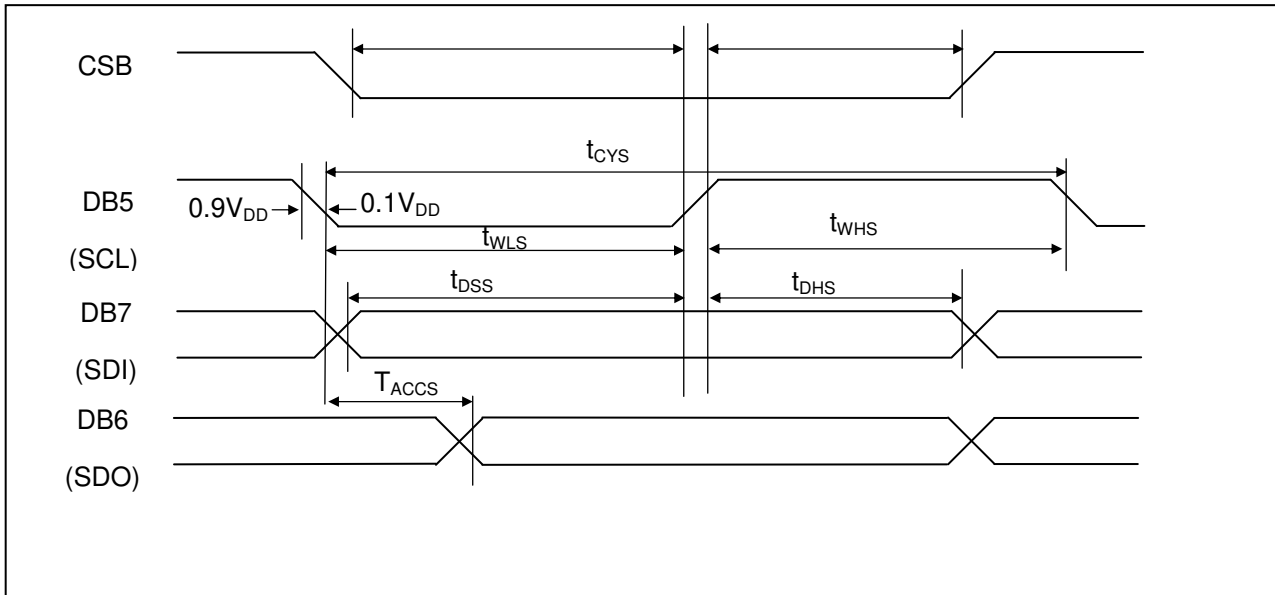 CSB
tCYS
DB5
0.9VDD
0.1VDD
tWLS
tWHS
(SCL)
tDSS
tDHS
DB7
(SDI)
TACCS
DB6
(SDO)